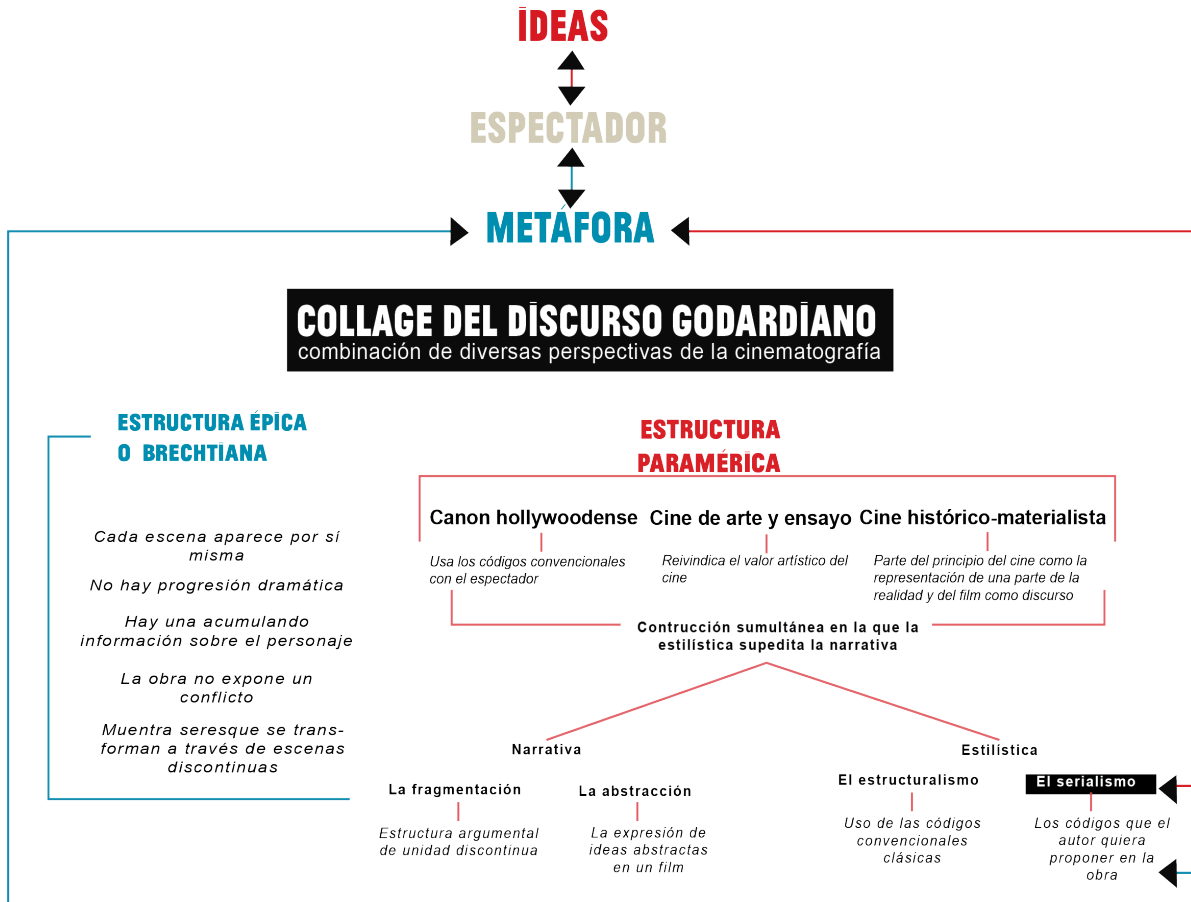 IDEAS
ESPECTADOR
METÁFORA
COLLAGE DEL DISCURSO GODARDIANO
combinación de diversas perspectivas de la cinematografía
ESTRUCTURA ÉPICA
O BRECHTIANA
Cada escena aparece por sí
misma
No hay progresión dramática
Hay una acumulando
información sobre el personaje
La obra no expone un
conflicto
Muentra seresque se trans-
forman a través de escenas
discontinuas
ESTRUCTURA
PARAMÉRICA
Canon hollywoodense
Usa los códigos convencionales
con el espectador
Cine de arte y ensayo
Reivindica el valor artístico del
cine
Cine histórico-materialista
Parte del principio del cine como la
representación de una parte de la
realidad y del film como discurso
Contrucción sumultánea en la que la
estilística supedita la narrativa
Narrativa
La fragmentación
Estructura argumental
de unidad discontinua
La abstracción
La expresión de
ideas abstractas
en un film
Estilística
El estructuralismo
Uso de las códigos
convencionales
clásicas
El serialismo
Los códigos que el
autor quiera
proponer en la
obra